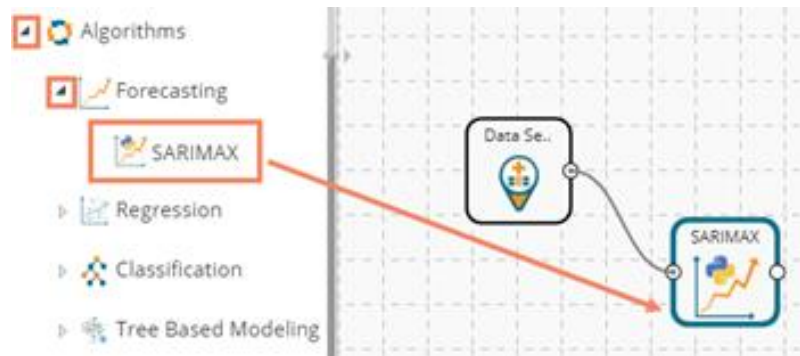 Algorithms
Forecasting
SARIMAX
Regression
Classification
Tree Based Modeling
Data Se..
SARIMAX